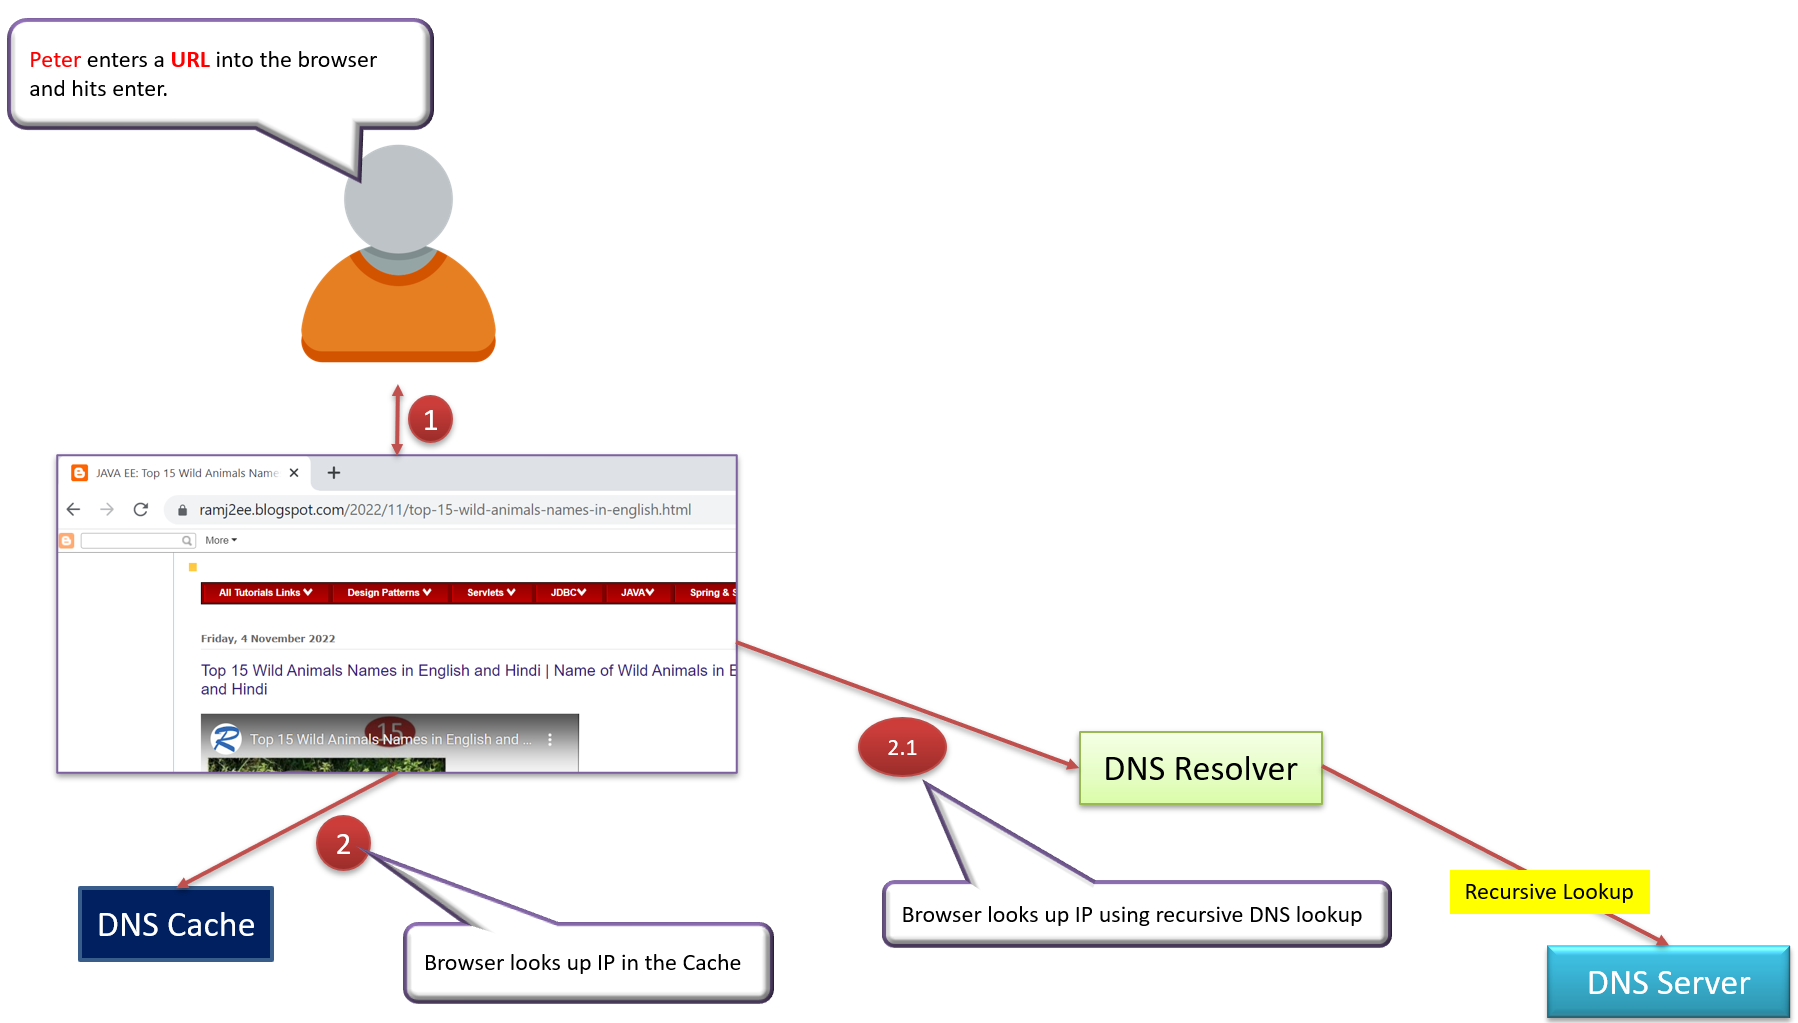 Peter enters a URL into the browser
and hits enter.
1
JAVA EE: Top 15 Wild Animals Name
ramj2ee.blogspot.com/2022/11/top-15-wild-animals-names-in-english.html
More
All Tutorials Links Design Patterns Servlets JDBC JAVA Spring & S
Friday, 4 November 2022
Top 15 Wild Animals Names in English and Hindi | Name of Wild Animals in E
and Hindi
15
Top 15 Wild Animals Names in English and ...
2.1
DNS Resolver
2
Recursive Lookup
DNS Cache
Browser looks up IP using recursive DNS lookup
Browser looks up IP in the Cache
DNS Server